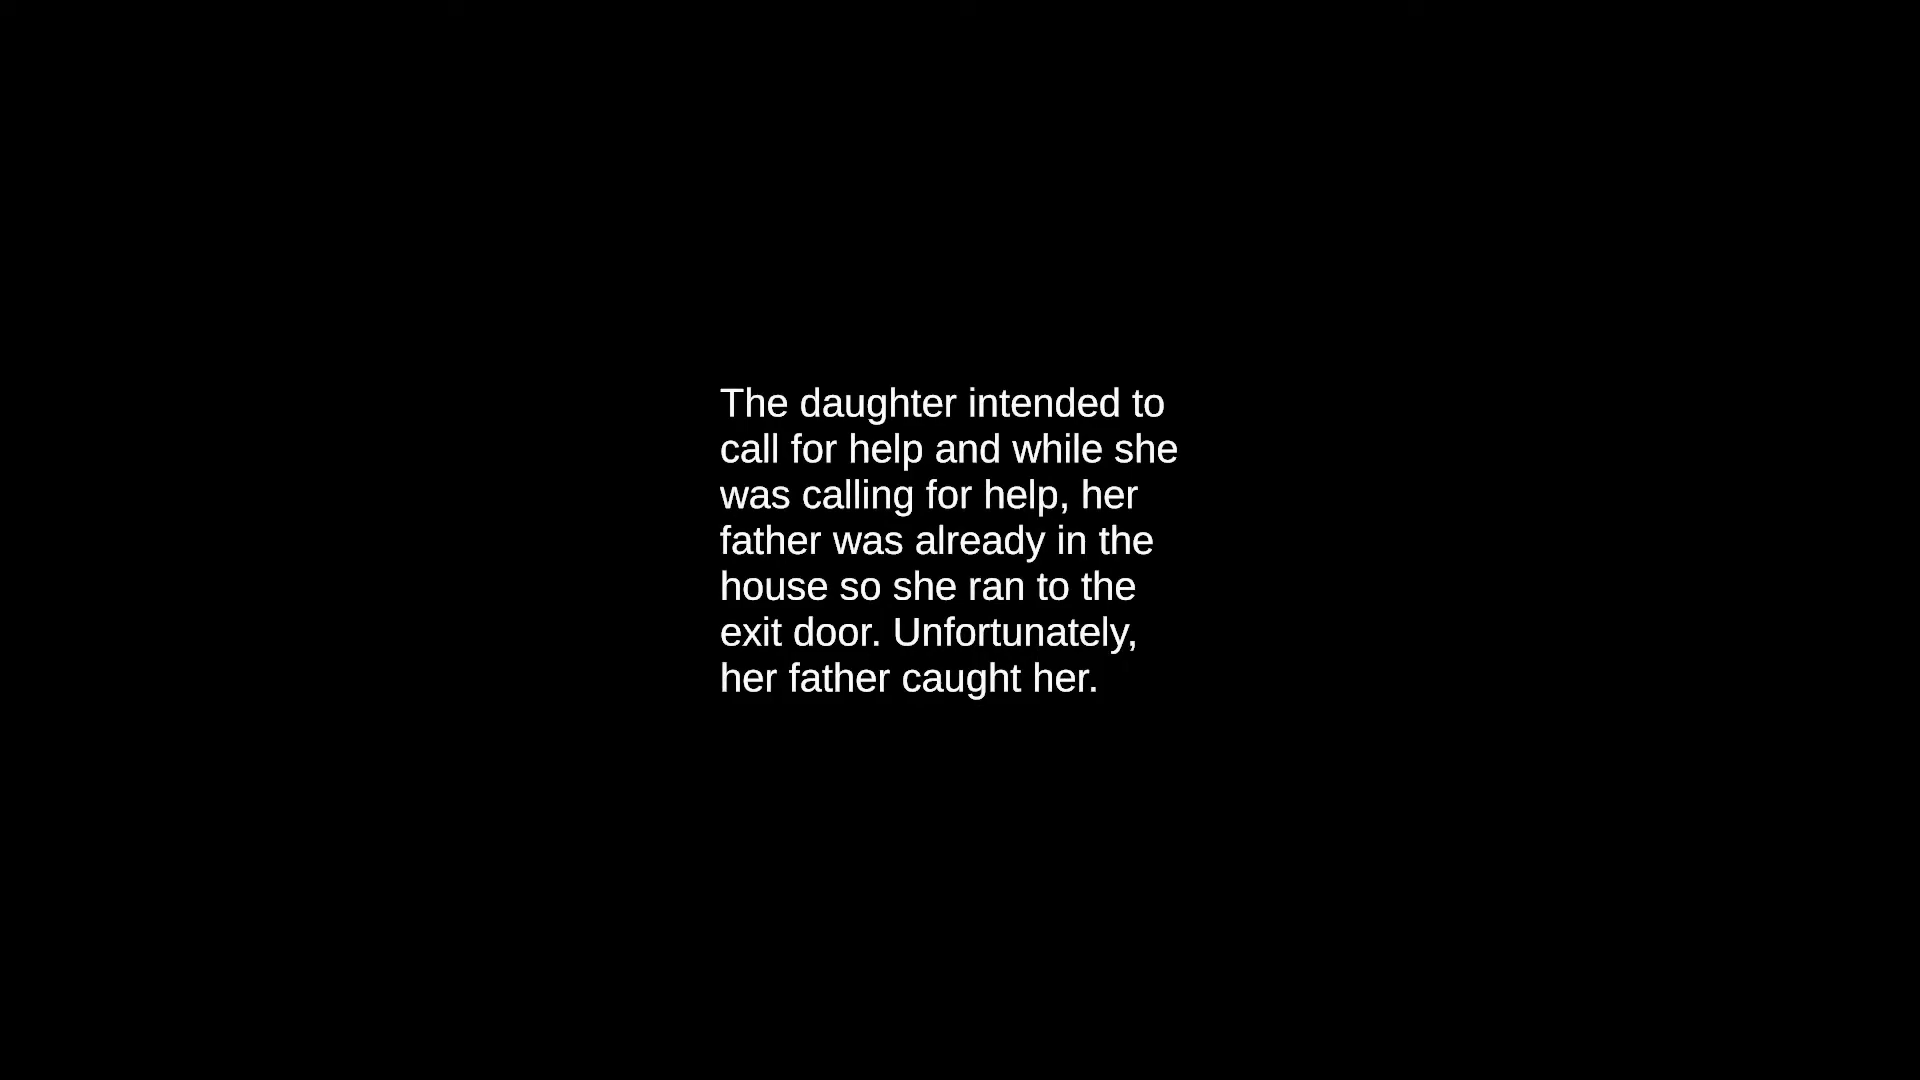 The daughter intended to
call for help and while she
was calling for help, her
father was already in the
house so she ran to the
exit door. Unfortunately,
her father caught her.